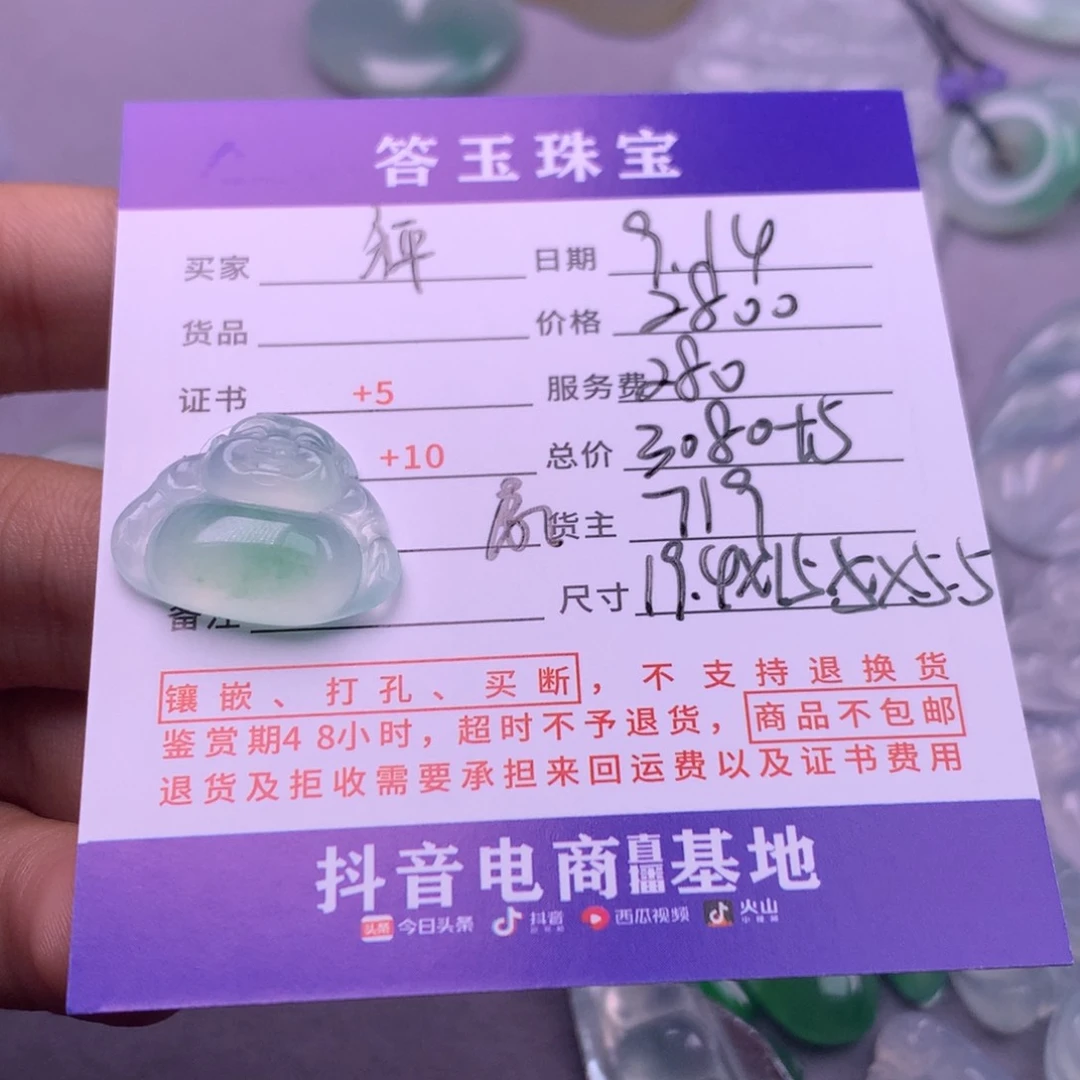 答玉珠宝
买家 日期 9.14
货品 价格 2800
证书 +5 服务费 280
+10 总价 3080+5
货主 719
备注 尺寸 19.4X15.5X5.5
镶嵌、打孔、买断，不支持退换货
鉴赏期48小时，超时不予退货，商品不包邮
退货及拒收需要承担来回运费以及证书费用
抖音电商直播基地
头条 今日头条 抖音 西瓜视频 火山